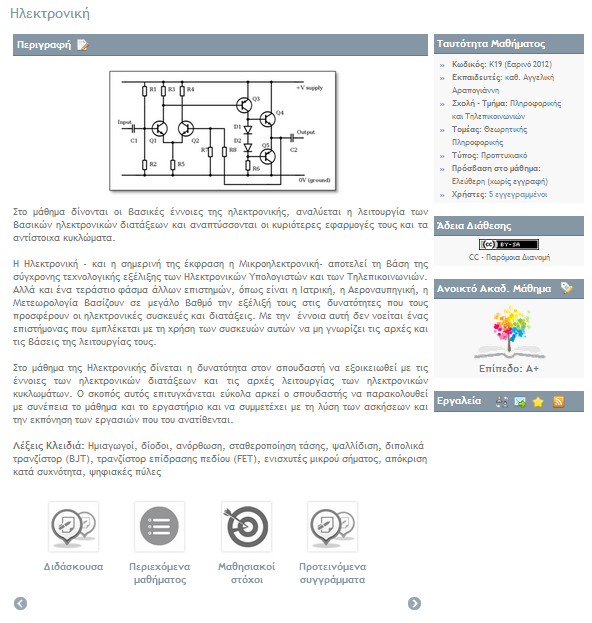 Ηλεκτρονική
Περιγραφή
+V supply
R1 R3 R4
Q3
Q4
Input
D1
Output
C1 Q1 Q2
D2
R7 R8
Q5
C2
R2 R5
R6
0V (ground)
Στο μάθημα δίνονται οι βασικές έννοιες της ηλεκτρονικής, αναλύεται η λειτουργία των
βασικών ηλεκτρονικών διατάξεων και αναπτύσσονται οι κυριότερες εφαρμογές τους και τα
αντίστοιχα κυκλώματα.
Η Ηλεκτρονική - και η σημερινή της έκφραση η Μικροηλεκτρονική- αποτελεί τη βάση της
σύγχρονης τεχνολογικής εξέλιξης των Ηλεκτρονικών Υπολογιστών και των Τηλεπικοινωνιών.
Αλλά και ένα τεράστιο φάσμα άλλων επιστημών, όπως είναι η Ιατρική, η Αεροναυπηγική, η
Μετεωρολογία βασίζουν σε μεγάλο βαθμό την εξέλιξή τους στις δυνατότητες που τους
προσφέρουν οι ηλεκτρονικές συσκευές και διατάξεις. Με την έννοια αυτή δεν νοείται ένας
επιστήμονας που εμπλέκεται με τη χρήση των συσκευών αυτών να μη γνωρίζει τις αρχές και
τις βάσεις της λειτουργίας τους.
Στο μάθημα της Ηλεκτρονικής δίνεται η δυνατότητα στον σπουδαστή να εξοικειωθεί με τις
έννοιες των ηλεκτρονικών διατάξεων και τις αρχές λειτουργίας των ηλεκτρονικών
κυκλωμάτων. Ο σκοπός αυτός επιτυγχάνεται εύκολα αρκεί ο σπουδαστής να παρακολουθεί
με συνέπεια το μάθημα και το εργαστήριο και να συμμετέχει με τη λύση των ασκήσεων και
την εκπόνηση των εργασιών που του ανατίθενται.
Λέξεις Κλειδιά: Ημιαγωγοί, δίοδοι, ανόρθωση, σταθεροποίηση τάσης, ψαλλίδιση, διπολικά
τρανζίστορ (BJT), τρανζίστορ επίδρασης πεδίου (FET), ενισχυτές μικρού σήματος, απόκριση
κατά συχνότητα, ψηφιακές πύλες
Διδάσκουσα
Περιεχόμενα
μαθήματος
Μαθησιακοί
στόχοι
Προτεινόμενα
συγγράμματα
Ταυτότητα Μαθήματος
» Κωδικός: K19 (Εαρινό 2012)
» Εκπαιδευτές: καθ. Αγγελική
Αραπογιάννη
» Σχολή - Τμήμα: Πληροφορικής
και Τηλεπικοινωνιών
» Τομέας: Θεωρητικής
Πληροφορικής
» Τύπος: Προπτυχιακό
» Πρόσβαση στο μάθημα:
Ελεύθερη (χωρίς εγγραφή)
» Χρήστες: 5 εγγεγραμμένοι
Άδεια Διάθεσης
cc BY-SA
CC - Παρόμοια Διανομή
Ανοικτό Ακαδ. Μάθημα
Επίπεδο: A+
Εργαλεία